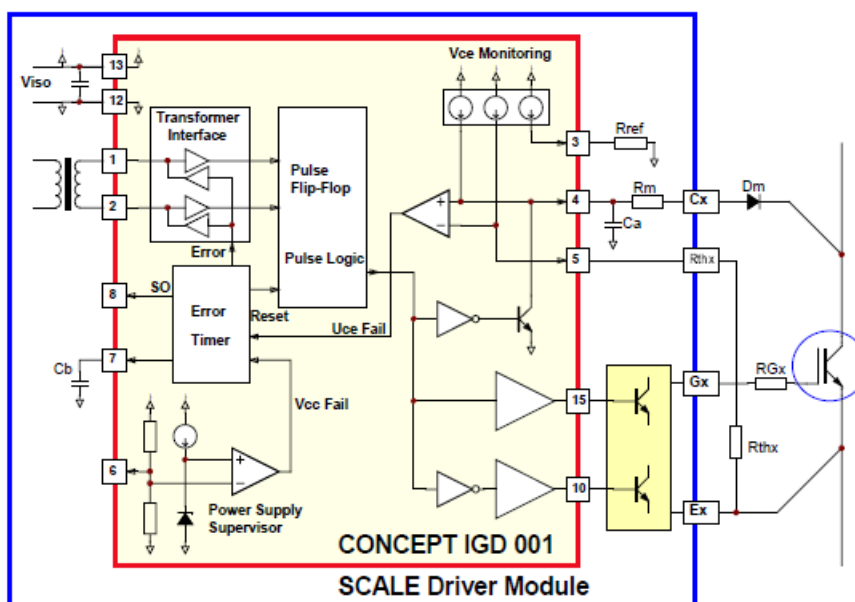 Viso
13
12
Transformer
Interface
1
2
Error
Pulse
Flip-Flop
Pulse Logic
Vce Monitoring
3
Rref
4
Rm
Cx
Dm
Ca
5
Rthx
8
SO
Error
Timer
Reset
Uce Fail
7
Cb
Vcc Fail
6
Power Supply
Supervisor
+
−
+
−
15
10
Gx
RGx
Rthx
Ex
CONCEPT IGD 001
SCALE Driver Module